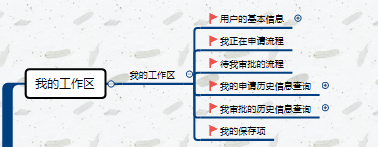 用户的基本信息
我正在申请流程
待我审批的流程
我的工作区
我的工作区
我的申请历史信息查询
我审批的历史信息查询
我的保存项